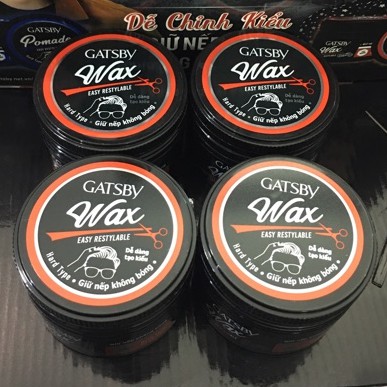 Dễ Chỉnh Kiểu
GIỮ NẾP
GATSBY
Pomade
GATSBY
GATSBY
Wax
EASY RESTYLABLE
Dễ dàng
tạo kiểu
Hard Type • Giữ nếp không bóng •
GATSBY
Wax
EASY RESTYLABLE
Dễ dàng
tạo kiểu
Hard Type • Giữ nếp không bóng •
GATSBY
Wax
EASY RESTYLABLE
Dễ dàng
tạo kiểu
Hard Type • Giữ nếp không bóng •
GATSBY
Wax
EASY RESTYLABLE
Dễ dàng
tạo kiểu
Hard Type • Giữ nếp không bóng •